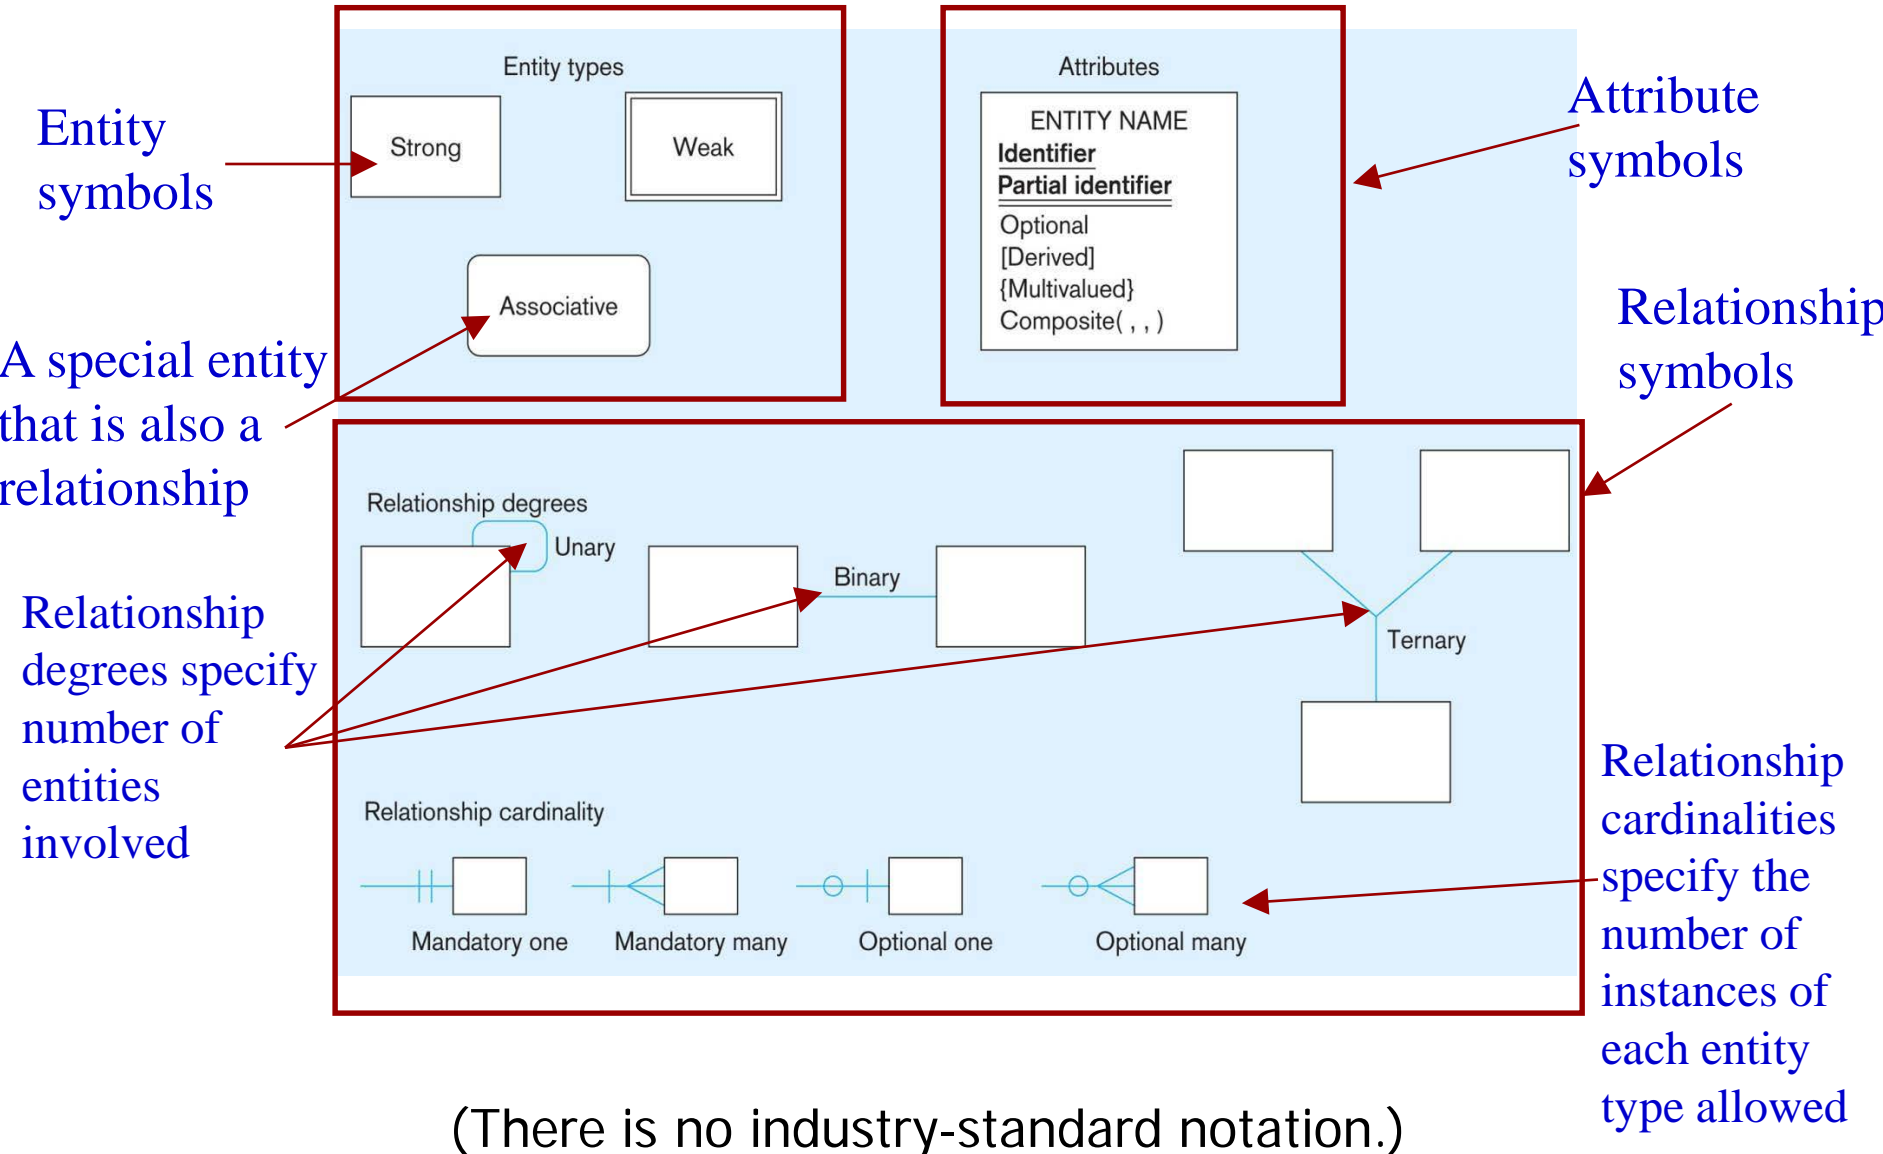 Entity
symbols
Entity types
Strong
Weak
Associative
A special entity
that is also a
relationship
Attributes
ENTITY NAME
Identifier
Partial identifier
Optional
[Derived]
{Multivalued}
Composite( , , )
Attribute
symbols
Relationship
symbols
Relationship degrees
Unary
Binary
Ternary
Relationship
degrees specify
number of
entities
involved
Relationship cardinality
Mandatory one
Mandatory many
Optional one
Optional many
Relationship
cardinalities
specify the
number of
instances of
each entity
type allowed
(There is no industry-standard notation.)